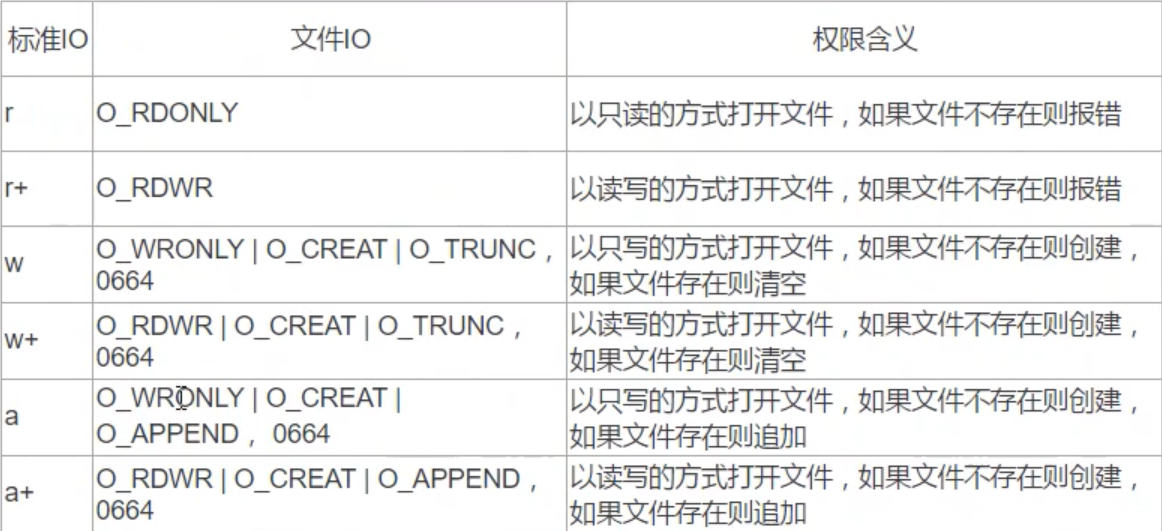 标准IO 文件IO 权限含义
r O_RDONLY 以只读的方式打开文件，如果文件不存在则报错
r+ O_RDWR 以读写的方式打开文件，如果文件不存在则报错
w O_WRONLY | O_CREAT | O_TRUNC， 以只写的方式打开文件，如果文件不存在则创建，
0664 如果文件存在则清空
w+ O_RDWR | O_CREAT | O_TRUNC， 以读写的方式打开文件，如果文件不存在则创建，
0664 如果文件存在则清空
a O_WRONLY | O_CREAT | 以只写的方式打开文件，如果文件不存在则创建，
O_APPEND， 0664 如果文件存在则追加
a+ O_RDWR | O_CREAT | O_APPEND， 以读写的方式打开文件，如果文件不存在则创建，
0664 如果文件存在则追加